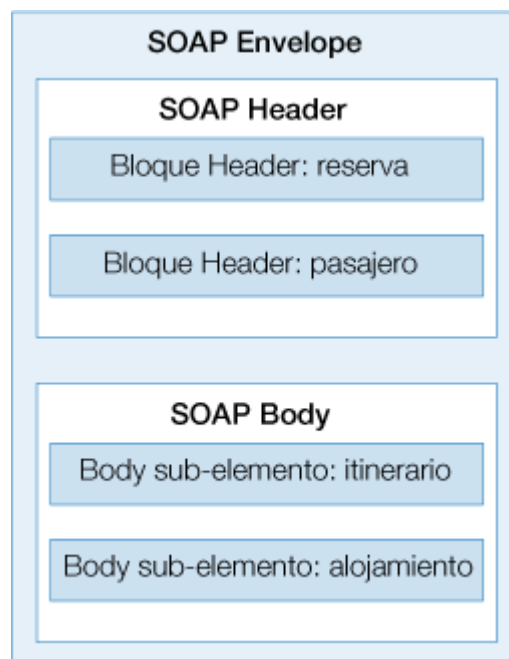 SOAP Envelope
SOAP Header
Bloque Header: reserva
Bloque Header: pasajero
SOAP Body
Body sub-elemento: itinerario
Body sub-elemento: alojamiento